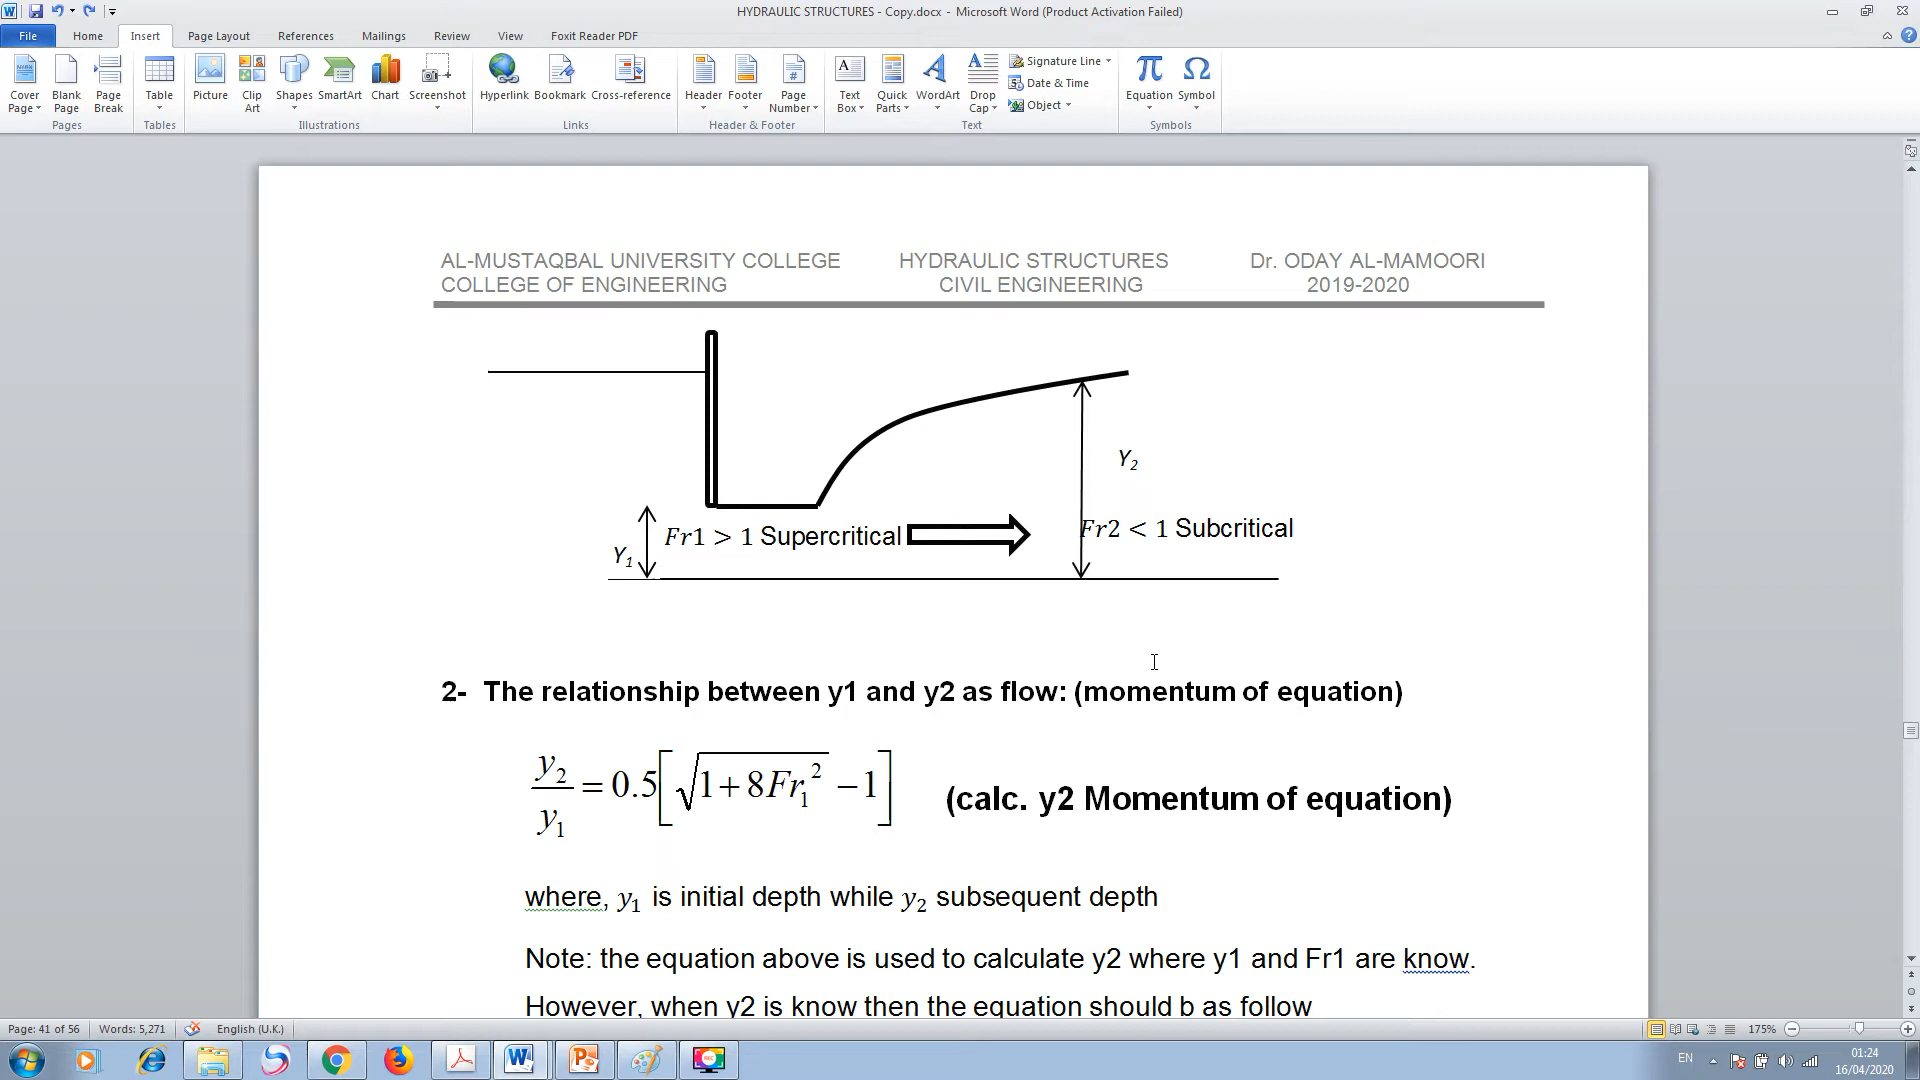 HYDRAULIC STRUCTURES - Copy.docx - Microsoft Word (Product Activation Failed)
File Home Insert Page Layout References Mailings Review View Foxit Reader PDF
Cover Page Blank Page Page Break Table Picture Clip Art Shapes SmartArt Chart Screenshot Hyperlink Bookmark Cross-reference Header Footer Page Number Text Box Quick Parts WordArt Drop Cap Signature Line Date & Time Object Equation Symbol
Pages Tables Illustrations Links Header & Footer Text Symbols
AL-MUSTAQBAL UNIVERSITY COLLEGE HYDRAULIC STRUCTURES Dr. ODAY AL-MAMOORI
COLLEGE OF ENGINEERING CIVIL ENGINEERING 2019-2020
Y2
Fr1 > 1 Supercritical Fr2 < 1 Subcritical
Y1
2- The relationship between y1 and y2 as flow: (momentum of equation)
y₂/y₁ = 0.5[√(1+8Fr₁²) −1] (calc. y2 Momentum of equation)
where, y₁ is initial depth while y₂ subsequent depth
Note: the equation above is used to calculate y2 where y1 and Fr1 are know.
However, when y2 is know then the equation should b as follow
Page: 41 of 56 Words: 5,271 English (U.K.) 175%
EN 01:24
16/04/2020